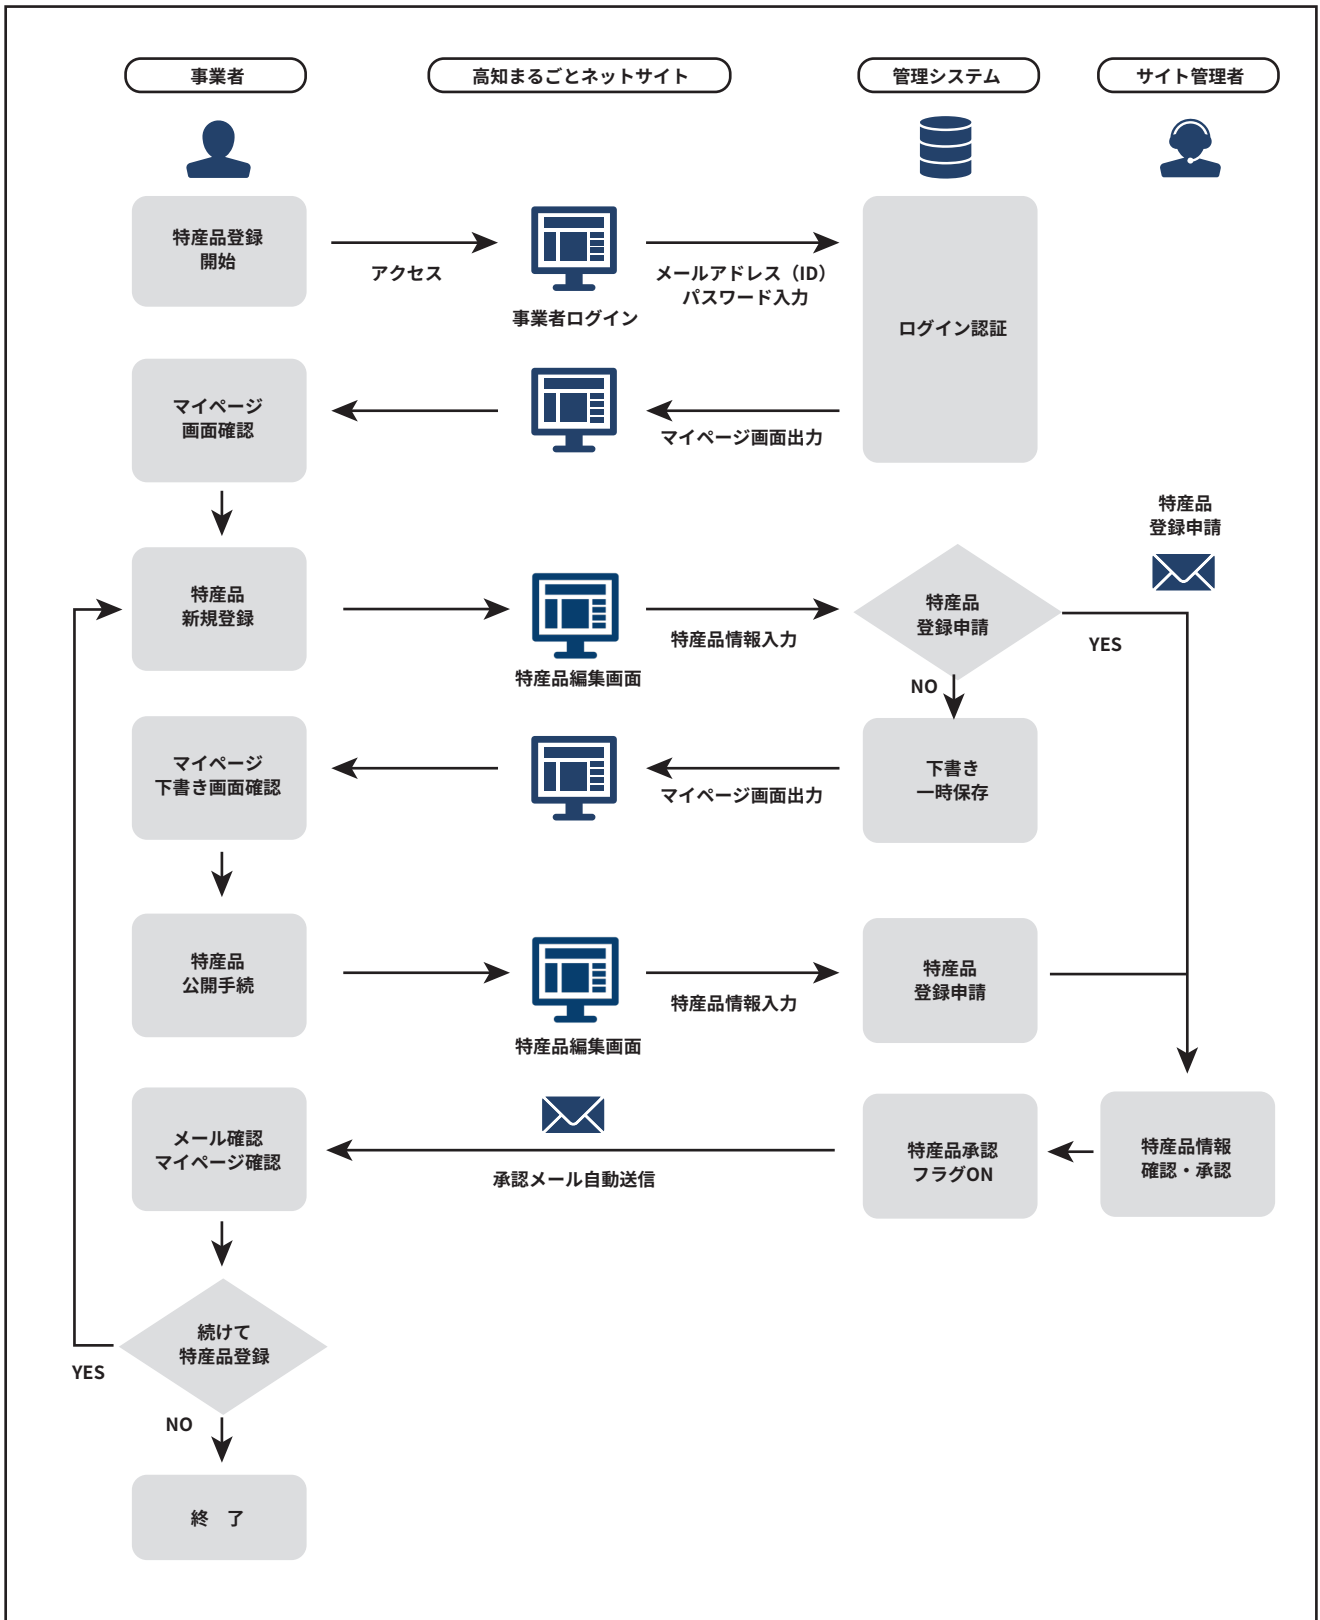 事業者
高知まるごとネットサイト
管理システム
サイト管理者
特産品登録
開始
アクセス
事業者ログイン
メールアドレス（ID）
パスワード入力
ログイン認証
マイページ
画面確認
マイページ画面出力
特産品
登録申請
特産品
新規登録
特産品編集画面
特産品情報入力
特産品
登録申請
YES
NO
マイページ
下書き画面確認
マイページ画面出力
下書き
一時保存
特産品
公開手続
特産品編集画面
特産品情報入力
特産品
登録申請
メール確認
マイページ確認
承認メール自動送信
特産品承認
フラグON
特産品情報
確認・承認
続けて
特産品登録
YES
NO
終　了